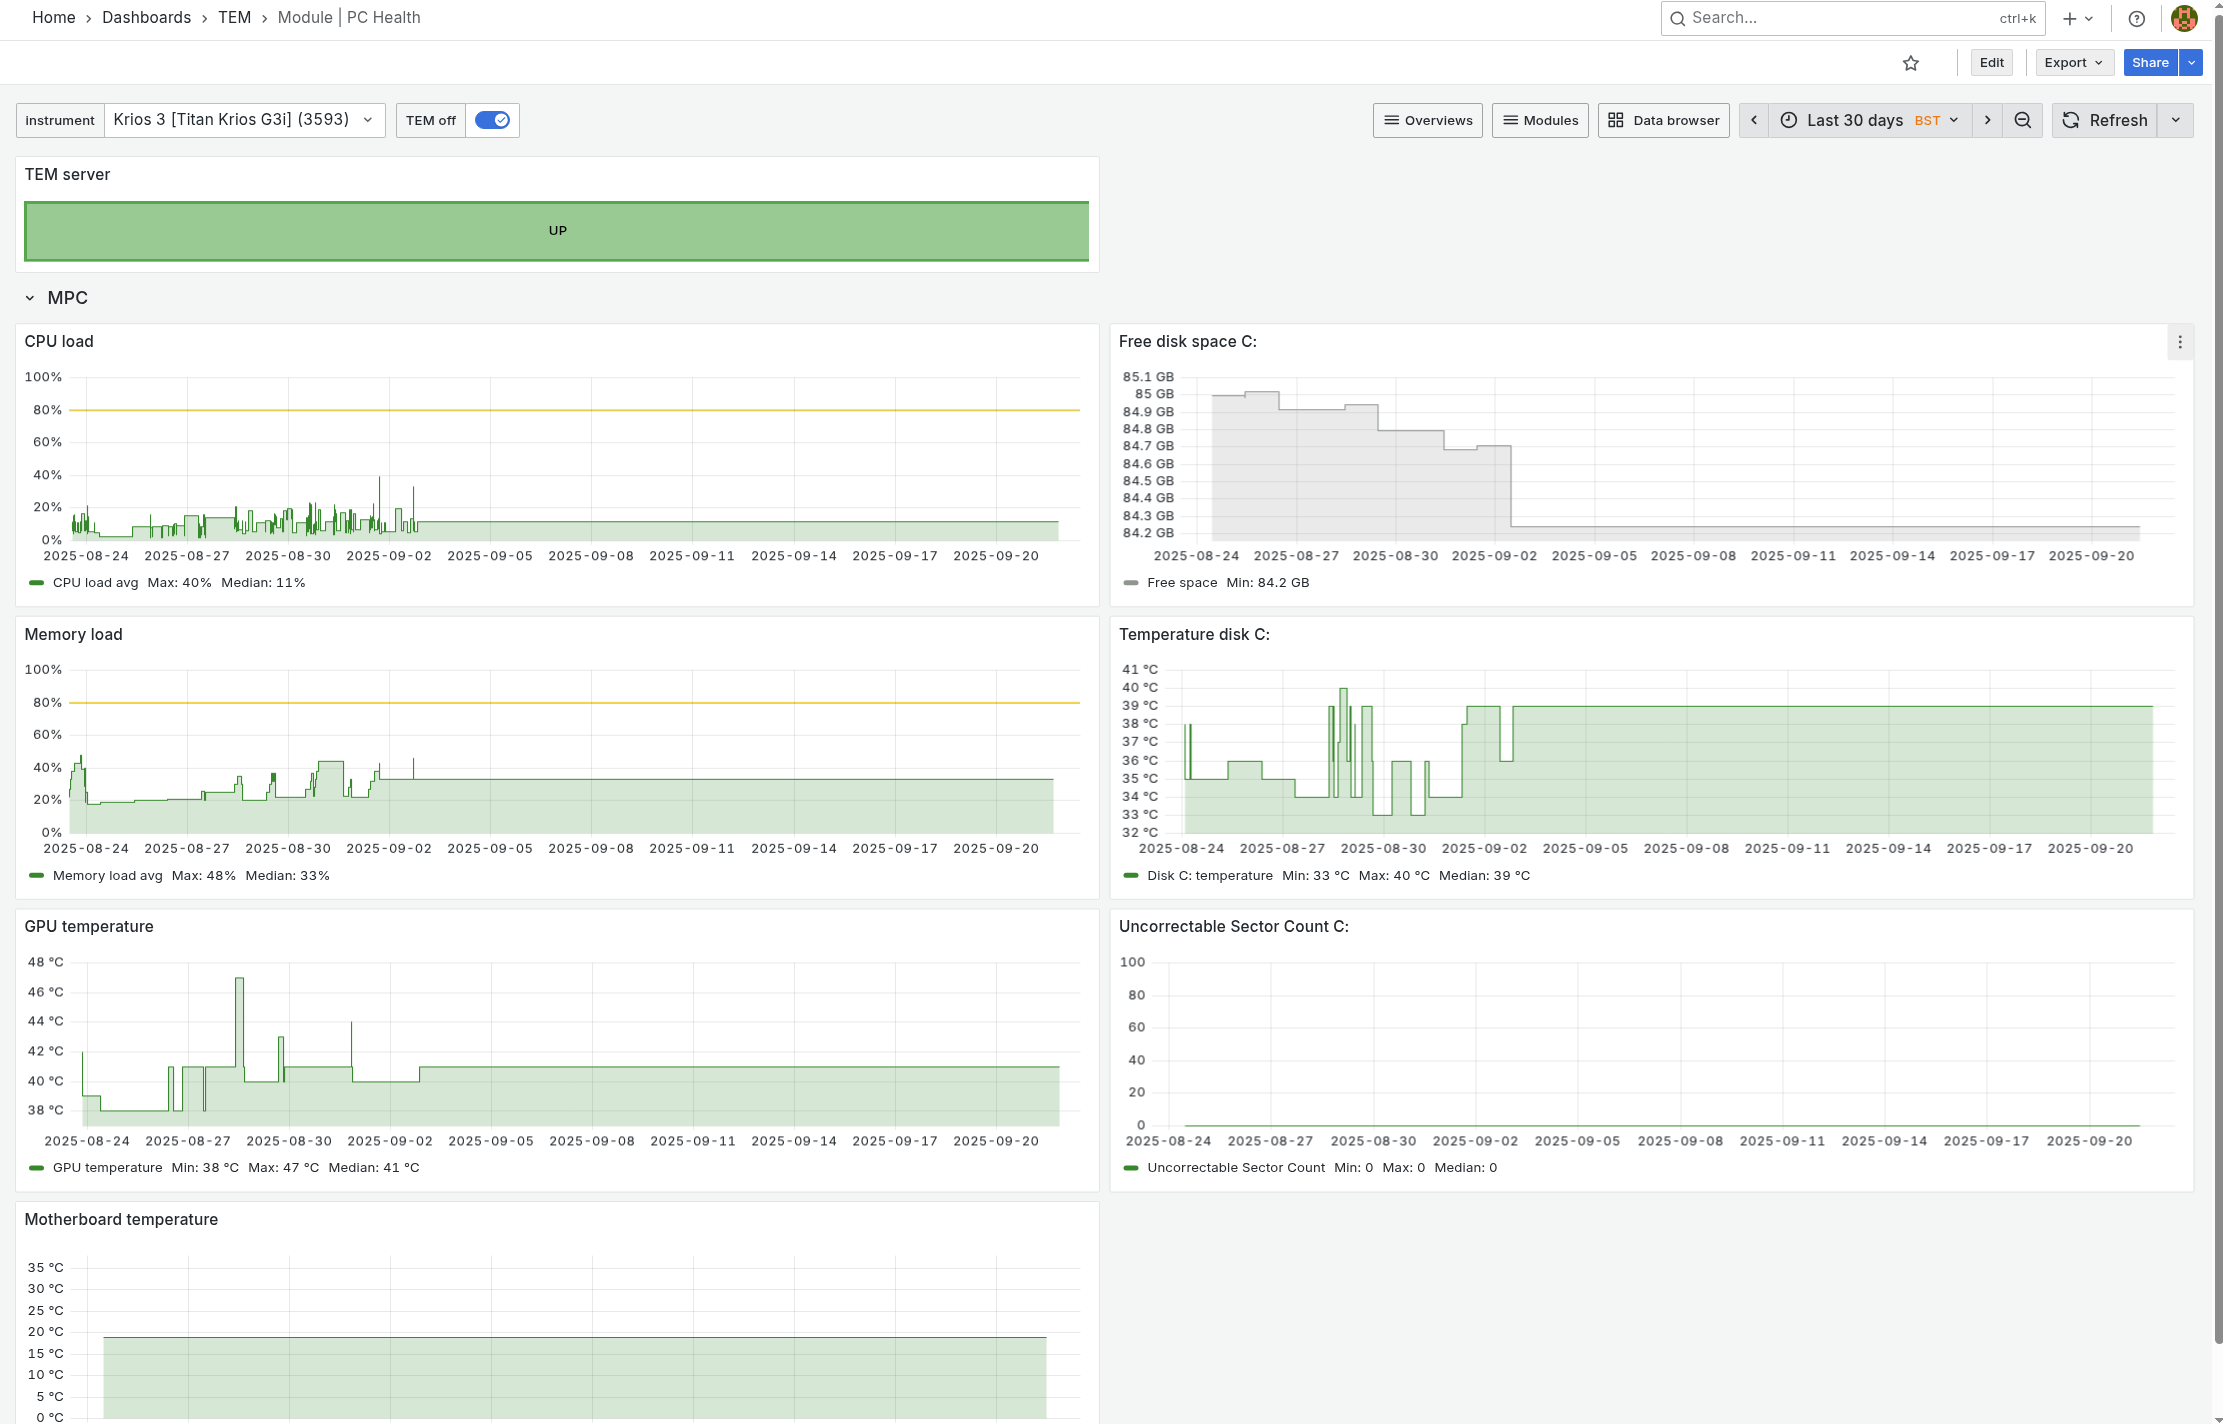 Home › Dashboards › TEM › Module | PC Health
Search... ctrl+k
Edit Export Share
instrument Krios 3 [Titan Krios G3i] (3593) TEM off
Overviews Modules Data browser Last 30 days BST Refresh
TEM server
UP
MPC
CPU load
100%
80%
60%
40%
20%
0%
2025-08-24 2025-08-27 2025-08-30 2025-09-02 2025-09-05 2025-09-08 2025-09-11 2025-09-14 2025-09-17 2025-09-20
CPU load avg Max: 40% Median: 11%
Free disk space C:
85.1 GB
85 GB
84.9 GB
84.8 GB
84.7 GB
84.6 GB
84.5 GB
84.4 GB
84.3 GB
84.2 GB
2025-08-24 2025-08-27 2025-08-30 2025-09-02 2025-09-05 2025-09-08 2025-09-11 2025-09-14 2025-09-17 2025-09-20
Free space Min: 84.2 GB
Memory load
100%
80%
60%
40%
20%
0%
2025-08-24 2025-08-27 2025-08-30 2025-09-02 2025-09-05 2025-09-08 2025-09-11 2025-09-14 2025-09-17 2025-09-20
Memory load avg Max: 48% Median: 33%
Temperature disk C:
41 °C
40 °C
39 °C
38 °C
37 °C
36 °C
35 °C
34 °C
33 °C
32 °C
2025-08-24 2025-08-27 2025-08-30 2025-09-02 2025-09-05 2025-09-08 2025-09-11 2025-09-14 2025-09-17 2025-09-20
Disk C: temperature Min: 33 °C Max: 40 °C Median: 39 °C
GPU temperature
48 °C
46 °C
44 °C
42 °C
40 °C
38 °C
2025-08-24 2025-08-27 2025-08-30 2025-09-02 2025-09-05 2025-09-08 2025-09-11 2025-09-14 2025-09-17 2025-09-20
GPU temperature Min: 38 °C Max: 47 °C Median: 41 °C
Uncorrectable Sector Count C:
100
80
60
40
20
0
2025-08-24 2025-08-27 2025-08-30 2025-09-02 2025-09-05 2025-09-08 2025-09-11 2025-09-14 2025-09-17 2025-09-20
Uncorrectable Sector Count Min: 0 Max: 0 Median: 0
Motherboard temperature
35 °C
30 °C
25 °C
20 °C
15 °C
10 °C
5 °C
0 °C